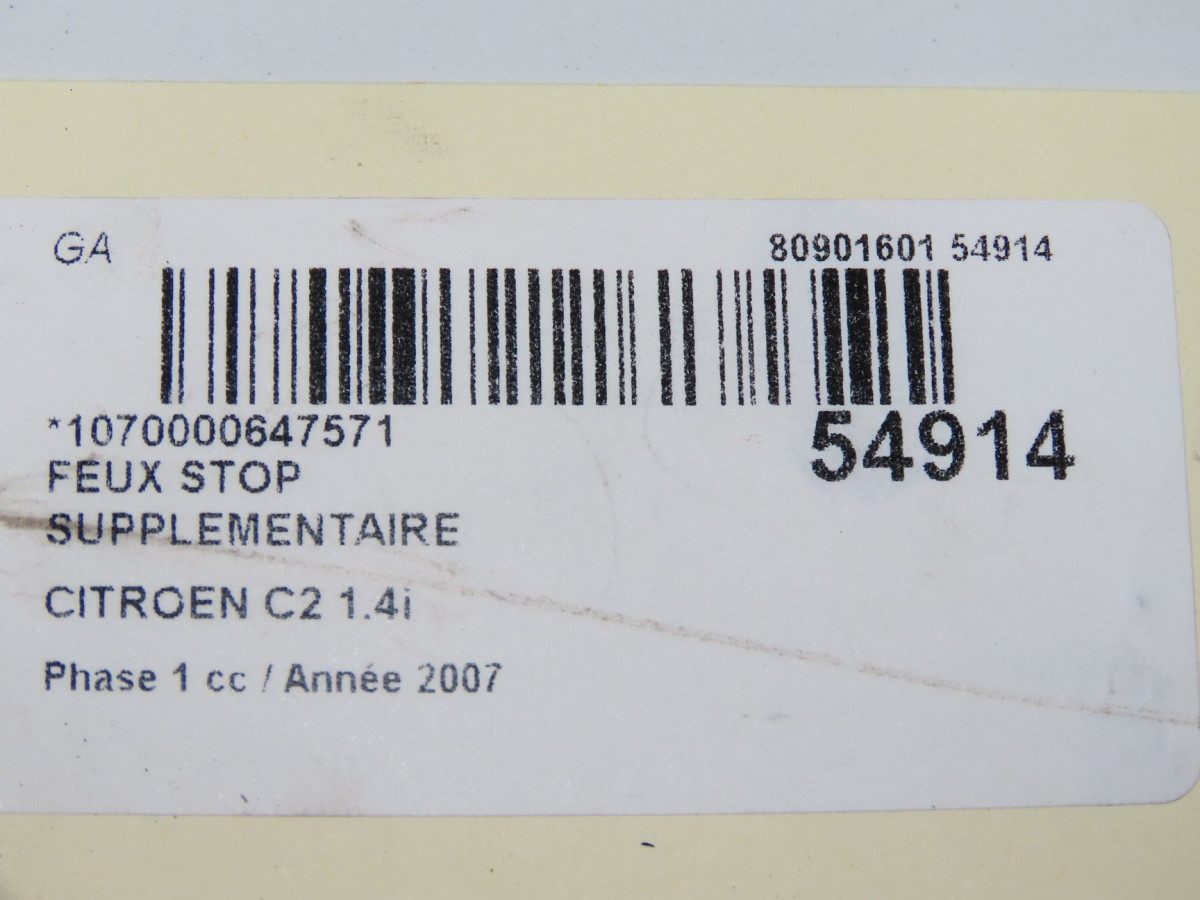 GA
80901601 54914
*1070000647571
54914
FEUX STOP
SUPPLEMENTAIRE
CITROEN C2 1.4i
Phase 1 cc / Année 2007